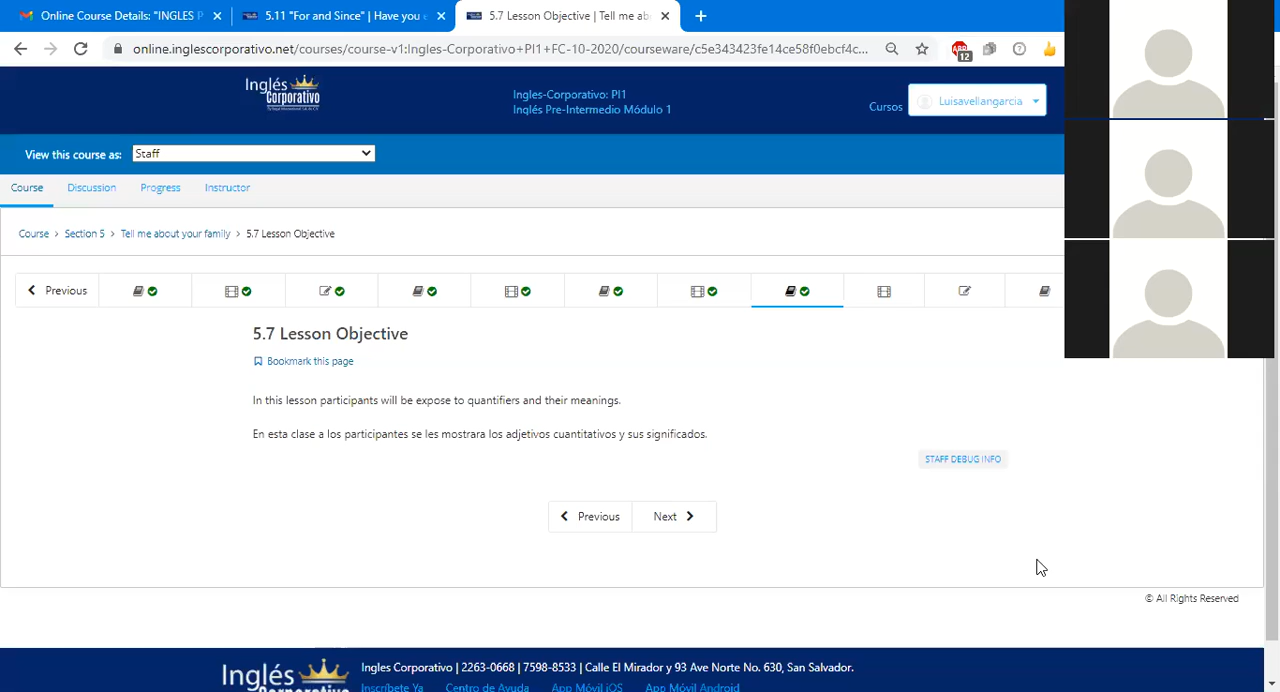 Online Course Details: "INGLES P
5.11 "For and Since" | Have you e
5.7 Lesson Objective | Tell me abo
online.inglescorporativo.net/courses/course-v1:Ingles-Corporativo+PI1+FC-10-2020/courseware/c5e343423fe14ce58f0ebcf4c...
ABP
12
Inglés
Corporativo
Ingles-Corporativo: PI1
Inglés Pre-Intermedio Módulo 1
Cursos
Luisavellangarcia
View this course as:
Staff
Course
Discussion
Progress
Instructor
Course > Section 5 > Tell me about your family > 5.7 Lesson Objective
Previous
5.7 Lesson Objective
Bookmark this page
In this lesson participants will be expose to quantifiers and their meanings.
En esta clase a los participantes se les mostrara los adjetivos cuantitativos y sus significados.
STAFF DEBUG INFO
Previous
Next
© All Rights Reserved
Inglés
Ingles Corporativo | 2263-0668 | 7598-8533 | Calle El Mirador y 93 Ave Norte No. 630, San Salvador.
Inscríbete Ya
Centro de Ayuda
App Móvil iOS
App Móvil Android